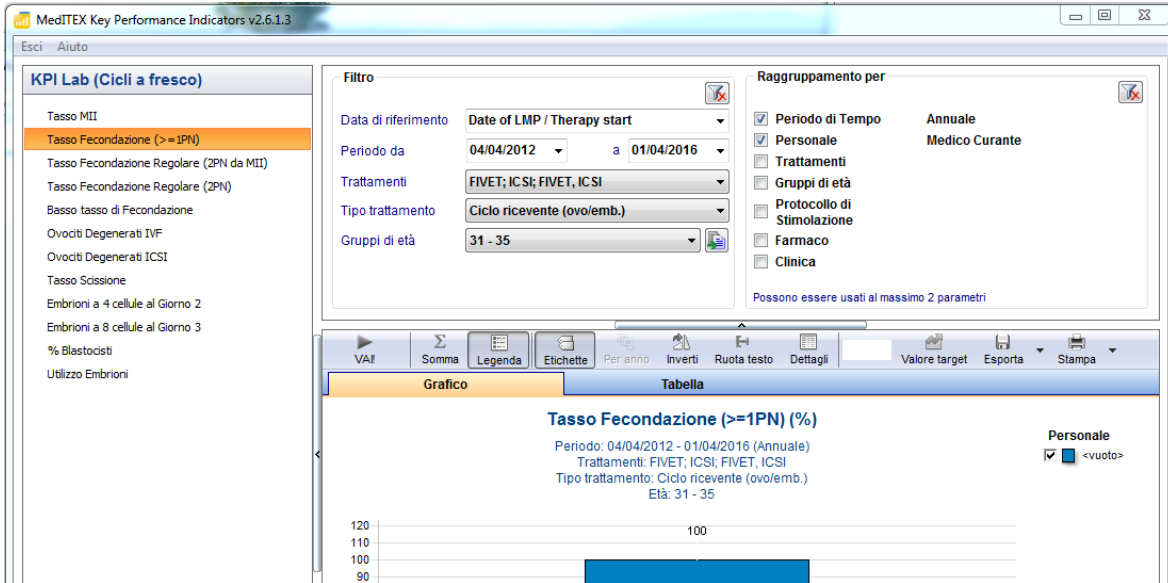 MedITEX Key Performance Indicators v2.6.1.3
Esci Aiuto
KPI Lab (Cicli a fresco)
Tasso MII
Tasso Fecondazione (>=1PN)
Tasso Fecondazione Regolare (2PN da MII)
Tasso Fecondazione Regolare (2PN)
Basso tasso di Fecondazione
Ovociti Degenerati IVF
Ovociti Degenerati ICSI
Tasso Scissione
Embrioni a 4 cellule al Giorno 2
Embrioni a 8 cellule al Giorno 3
% Blastocisti
Utilizzo Embrioni
Filtro
Data di riferimento Date of LMP / Therapy start
Periodo da 04/04/2012 a 01/04/2016
Trattamenti FIVET; ICSI; FIVET, ICSI
Tipo trattamento Ciclo ricevente (ovo/emb.)
Gruppi di età 31 - 35
Raggruppamento per
Periodo di Tempo Annuale
Personale Medico Curante
Trattamenti
Gruppi di età
Protocollo di
Stimolazione
Farmaco
Clinica
Possono essere usati al massimo 2 parametri
VAI! Somma Legenda Etichette Per anno Inverti Ruota testo Dettagli Valore target Esporta Stampa
Grafico Tabella
Tasso Fecondazione (>=1PN) (%)
Periodo: 04/04/2012 - 01/04/2016 (Annuale)
Trattamenti: FIVET; ICSI; FIVET, ICSI
Tipo trattamento: Ciclo ricevente (ovo/emb.)
Età: 31 - 35
Personale
<vuoto>
120
110
100
90
100